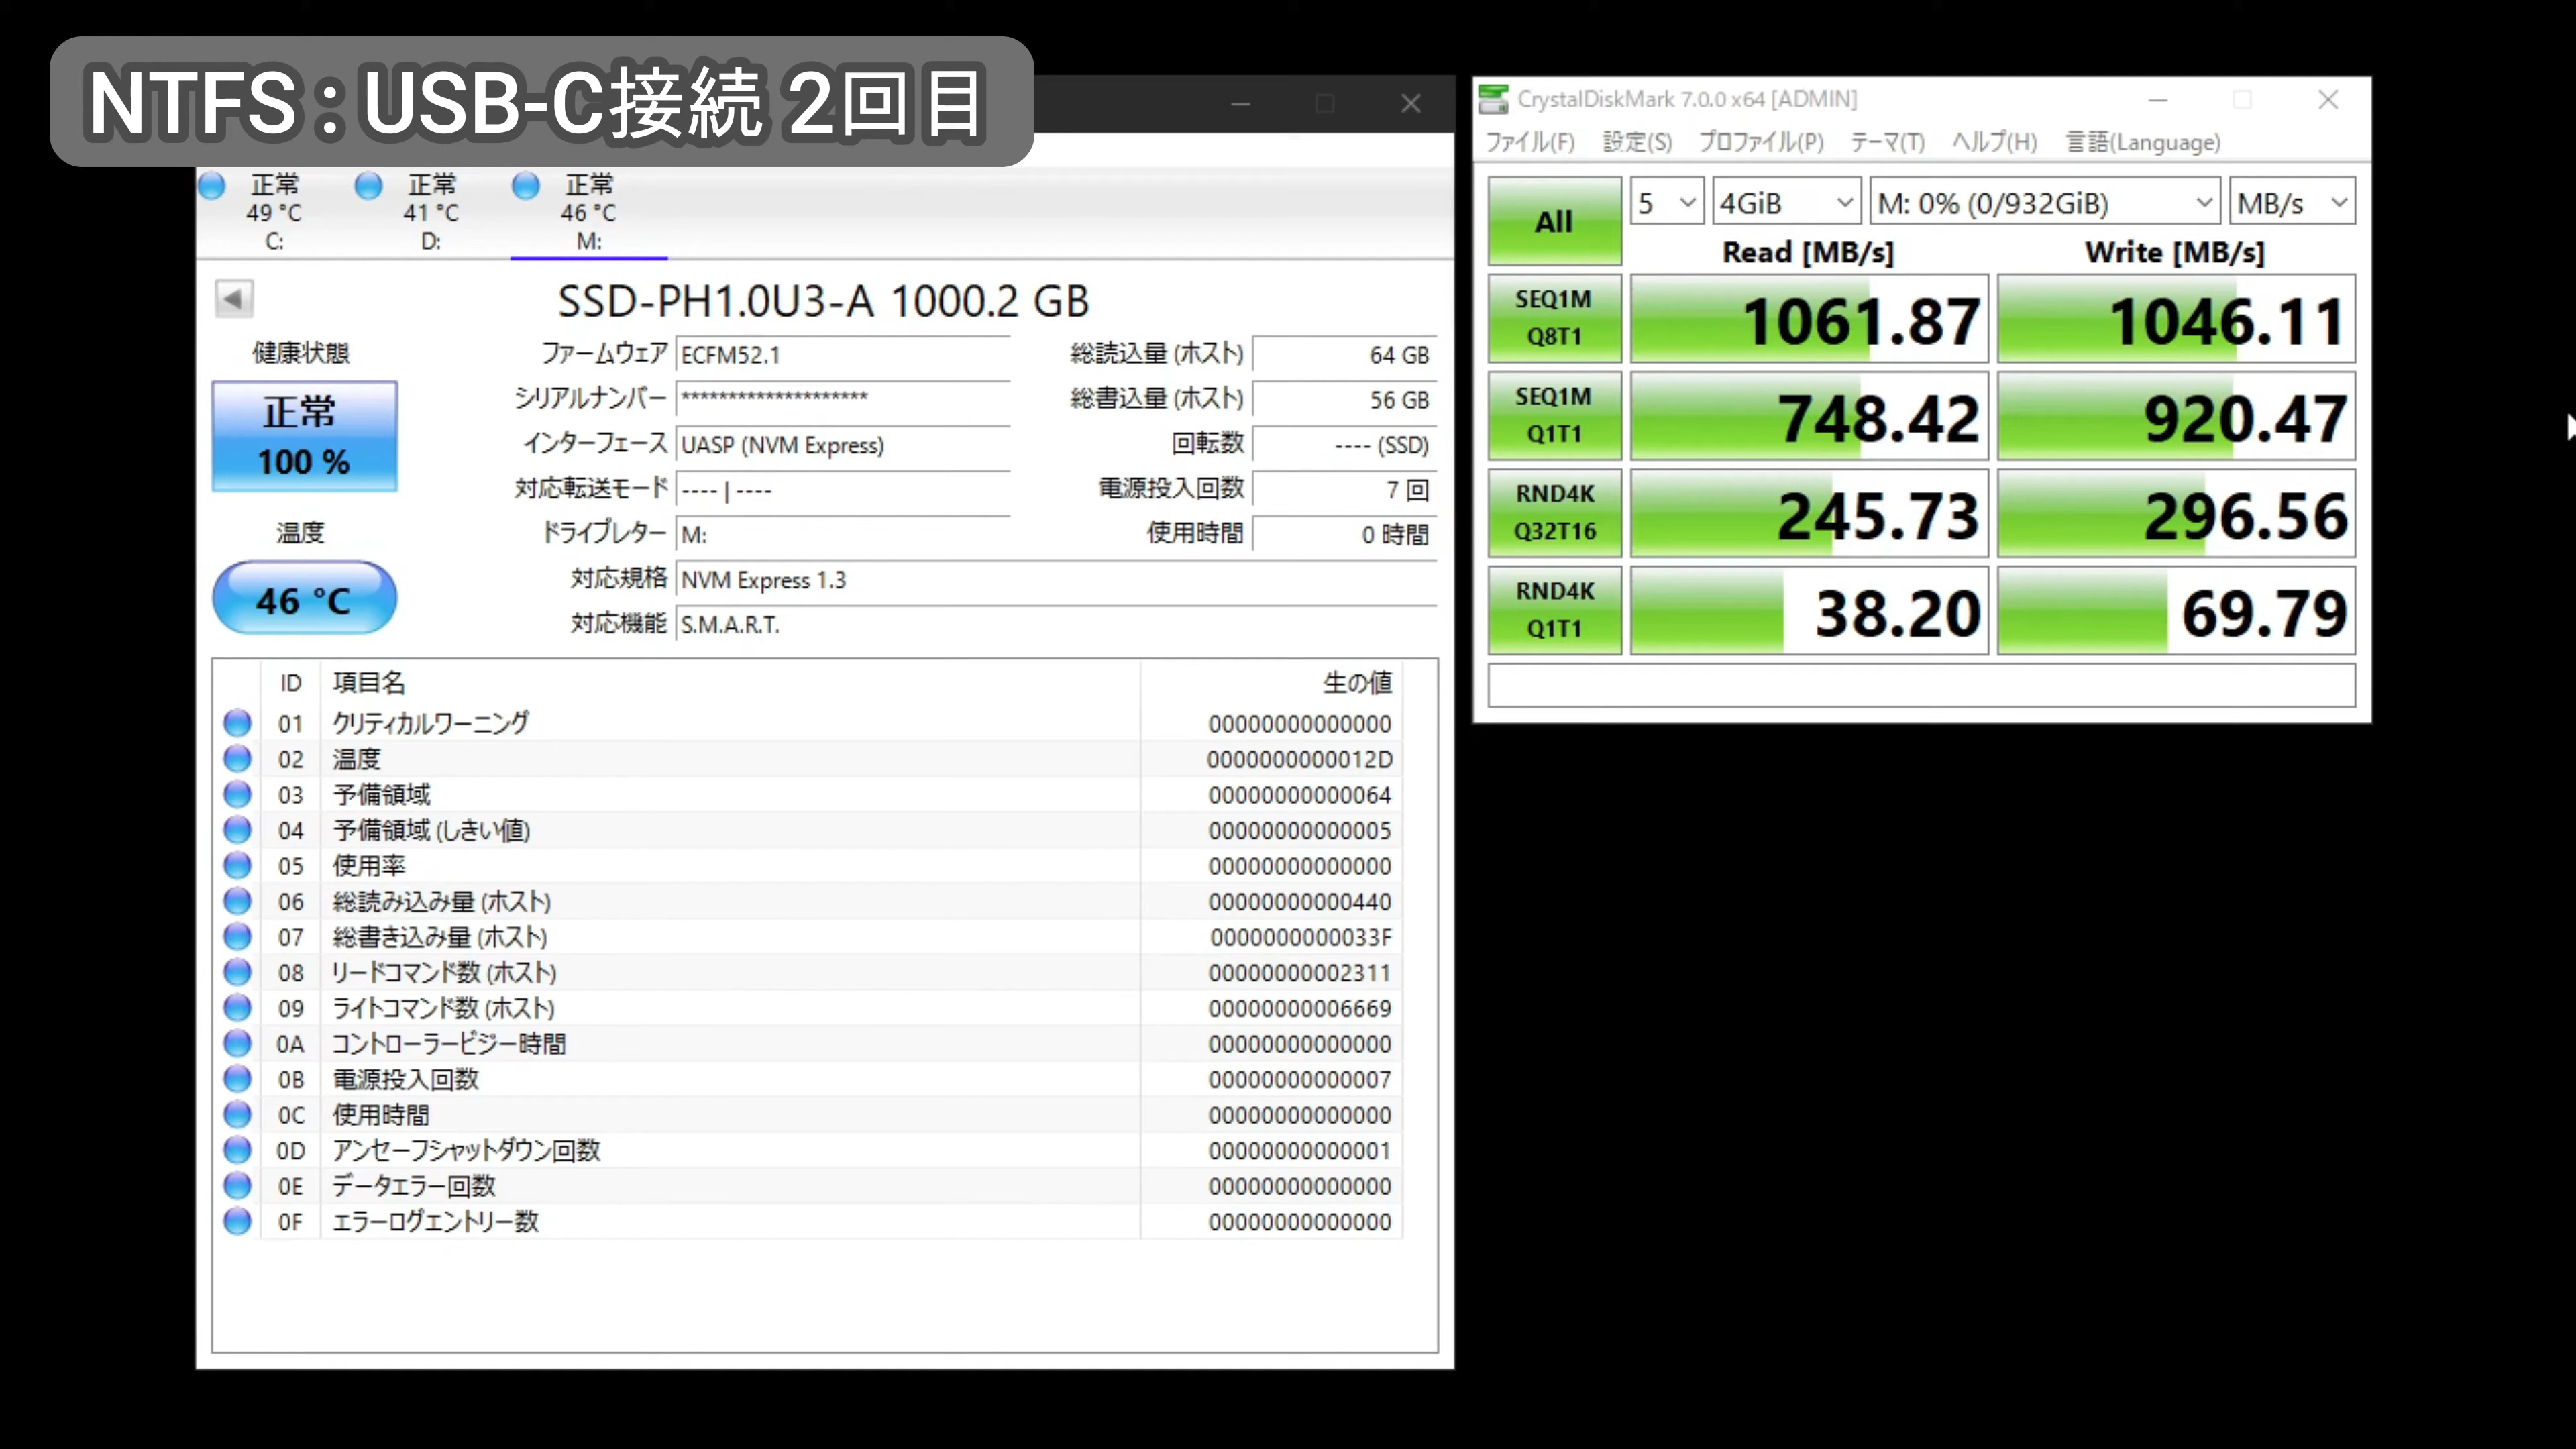 NTFS : USB-C接続 2回目
正常
49 °C
C:
正常
41 °C
D:
正常
46 °C
M:
SSD-PH1.0U3-A 1000.2 GB
健康状態
正常
100 %
温度
46 °C
ファームウェア ECFM52.1
シリアルナンバー ********************
インターフェース UASP (NVM Express)
対応転送モード ---- | ----
ドライブレター M:
対応規格 NVM Express 1.3
対応機能 S.M.A.R.T.
総読込量 (ホスト) 64 GB
総書込量 (ホスト) 56 GB
回転数 ---- (SSD)
電源投入回数 7 回
使用時間 0 時間
ID 項目名 生の値
01 クリティカルワーニング 00000000000000
02 温度 0000000000012D
03 予備領域 00000000000064
04 予備領域 (しきい値) 00000000000005
05 使用率 00000000000000
06 総読み込み量 (ホスト) 00000000000440
07 総書き込み量 (ホスト) 0000000000033F
08 リードコマンド数 (ホスト) 00000000002311
09 ライトコマンド数 (ホスト) 00000000006669
0A コントローラービジー時間 00000000000000
0B 電源投入回数 00000000000007
0C 使用時間 00000000000000
0D アンセーフシャットダウン回数 00000000000001
0E データエラー回数 00000000000000
0F エラーログエントリー数 00000000000000
CrystalDiskMark 7.0.0 x64 [ADMIN]
ファイル(F) 設定(S) プロファイル(P) テーマ(T) ヘルプ(H) 言語(Language)
All 5 4GiB M: 0% (0/932GiB) MB/s
Read [MB/s] Write [MB/s]
SEQ1M
Q8T1
1061.87 1046.11
SEQ1M
Q1T1
748.42 920.47
RND4K
Q32T16
245.73 296.56
RND4K
Q1T1
38.20 69.79